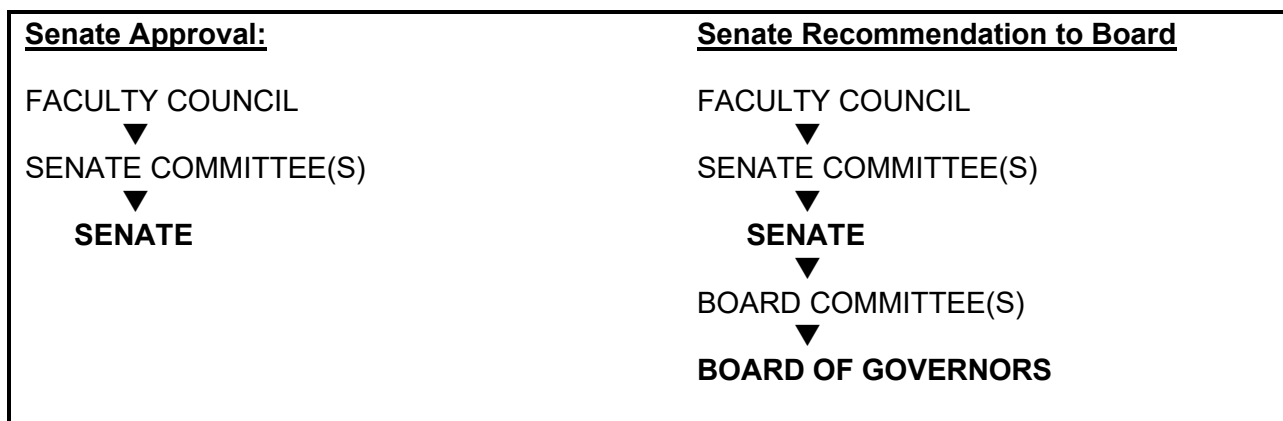 Senate Approval:
FACULTY COUNCIL
▼
SENATE COMMITTEE(S)
▼
SENATE
Senate Recommendation to Board
FACULTY COUNCIL
▼
SENATE COMMITTEE(S)
▼
SENATE
▼
BOARD COMMITTEE(S)
▼
BOARD OF GOVERNORS